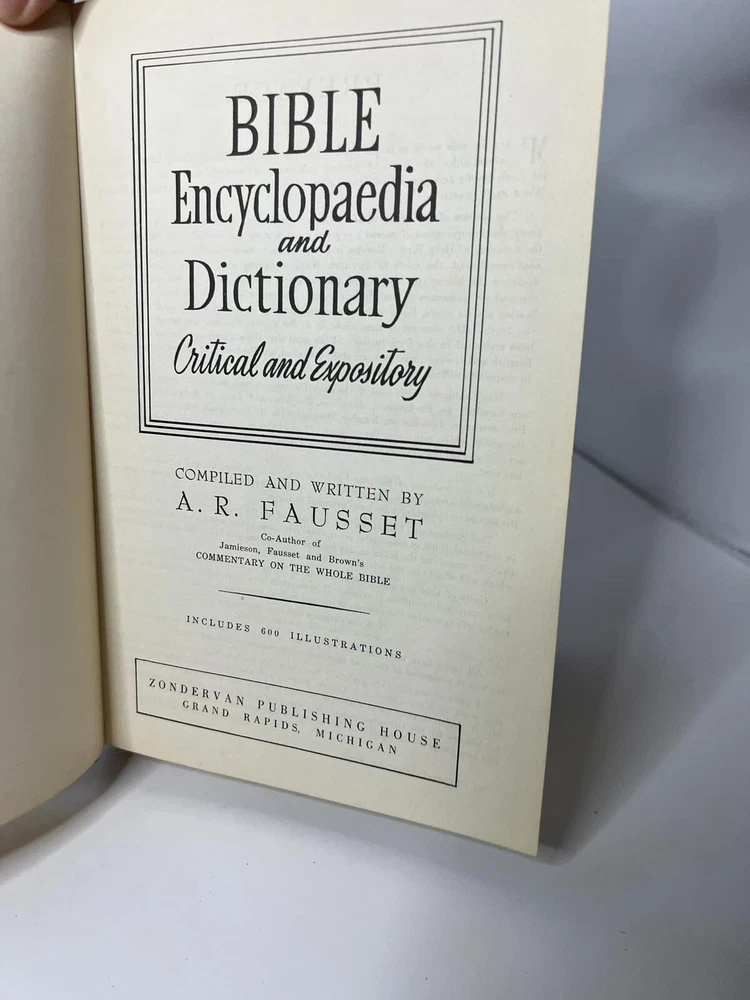 BIBLE
Encyclopaedia
and
Dictionary
Critical and Expository
COMPILED AND WRITTEN BY
A. R. FAUSSET
Co-Author of
Jamieson, Fausset and Brown's
COMMENTARY ON THE WHOLE BIBLE
INCLUDES 600 ILLUSTRATIONS
ZONDERVAN PUBLISHING HOUSE
GRAND RAPIDS, MICHIGAN